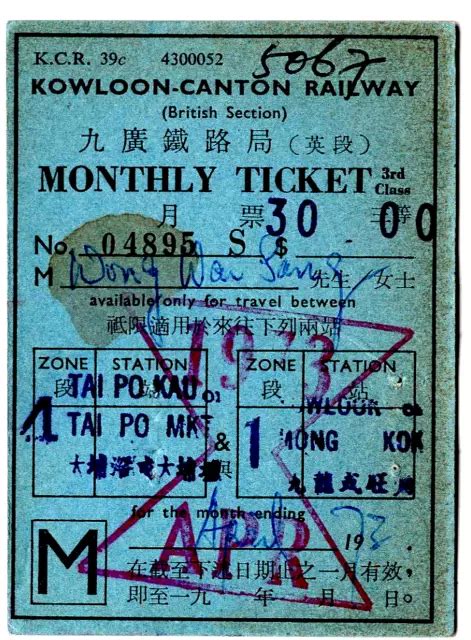 K.C.R. 39c 4300052 5067
KOWLOON-CANTON RAILWAY
(British Section)
九廣鐵路局(英段)
MONTHLY TICKET 3rd Class
月 票 三等
No. 04895 S $ 30 00
M Wong Wai Sang 先生 女士
available only for travel between
祗限適用於來往下列兩站
1973
ZONE STATION ZONE STATION
段 站 段 站
1 TAI PO KAU or 1 WLOON or
TAI PO MKT & MONG KOK
大埔滘或大埔墟 與 九龍或旺角
for the month ending
April 1973
APR
M
在截至下述日期止之一月有效,
即至一九 年 月 日。